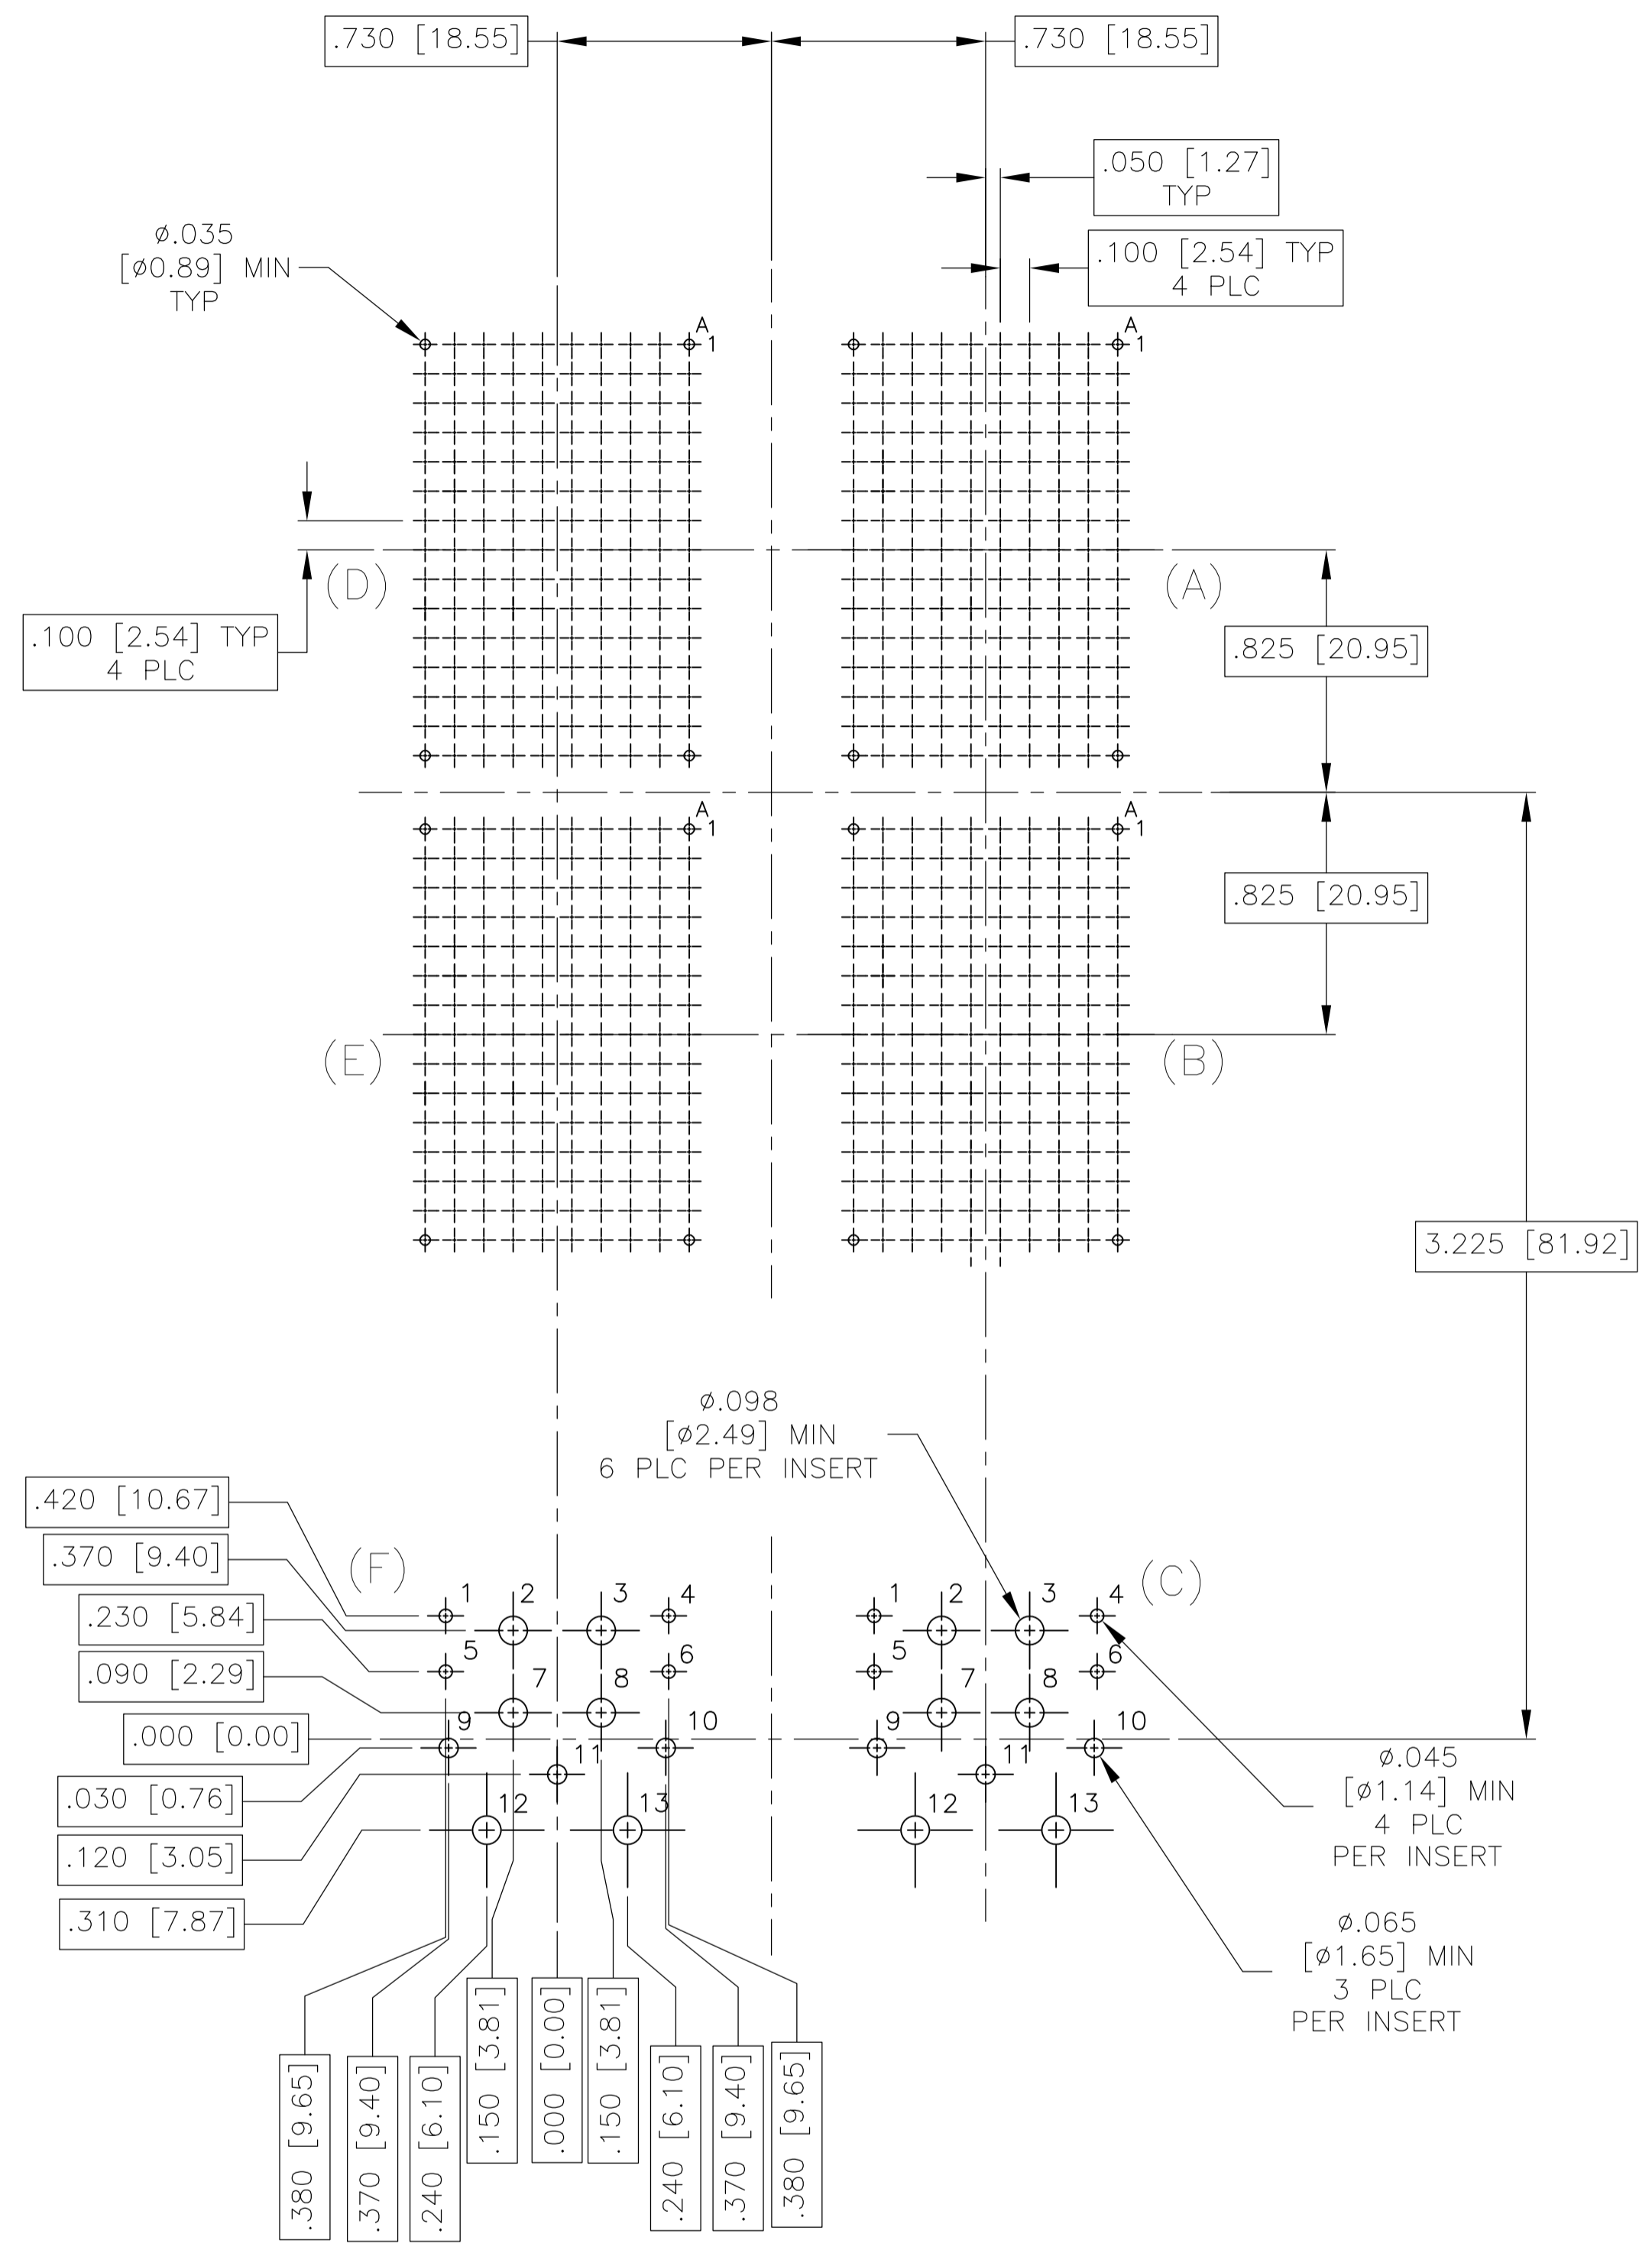 .730 [18.55]
.730 [18.55]
.050 [1.27]
TYP
ø.035
[ø0.89] MIN
TYP
.100 [2.54] TYP
4 PLC
A
1
A
1
(D)
(A)
.100 [2.54] TYP
4 PLC
.825 [20.95]
A
1
A
1
.825 [20.95]
(E)
(B)
3.225 [81.92]
ø.098
[ø2.49] MIN
6 PLC PER INSERT
.420 [10.67]
.370 [9.40]
.230 [5.84]
.090 [2.29]
.000 [0.00]
.030 [0.76]
.120 [3.05]
.310 [7.87]
(F)
(C)
1 2 3 4
5 6
7 8
9 10
11
12 13
1 2 3 4
5 6
7 8
9 10
11
12 13
ø.045
[ø1.14] MIN
4 PLC
PER INSERT
ø.065
[ø1.65] MIN
3 PLC
PER INSERT
.380 [9.65]
.370 [9.40]
.240 [6.10]
.150 [3.81]
.000 [0.00]
.150 [3.81]
.240 [6.10]
.370 [9.40]
.380 [9.65]